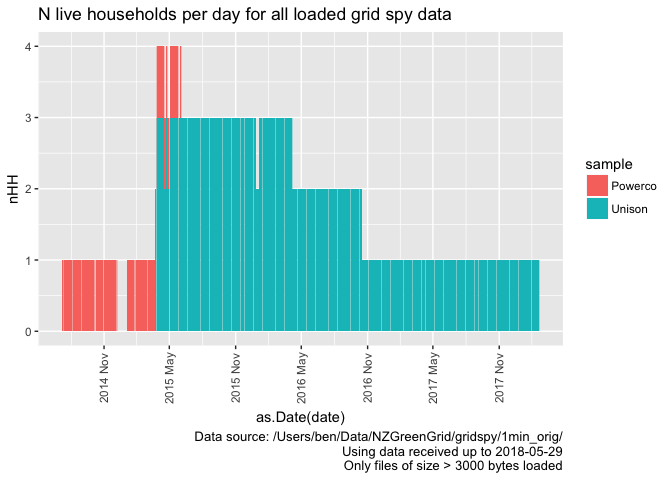 N live households per day for all loaded grid spy data
4
3
2
1
0
nHH
2014 Nov
2015 May
2015 Nov
2016 May
2016 Nov
2017 May
2017 Nov
as.Date(date)
sample
Powerco
Unison
Data source: /Users/ben/Data/NZGreenGrid/gridspy/1min_orig/
Using data received up to 2018-05-29
Only files of size > 3000 bytes loaded